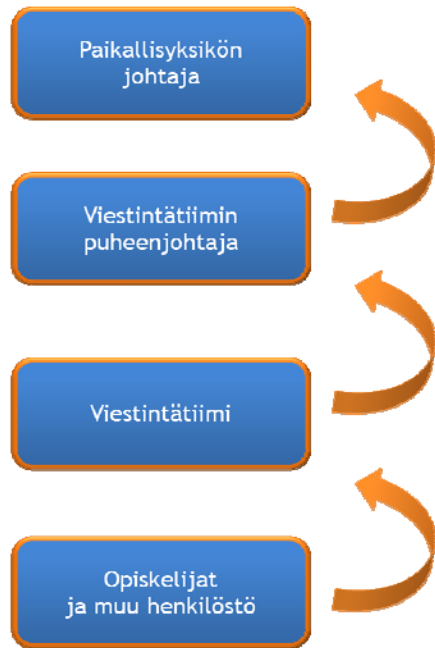 Paikallisyksikön
johtaja
Viestintätiimin
puheenjohtaja
Viestintätiimi
Opiskelijat
ja muu henkilöstö